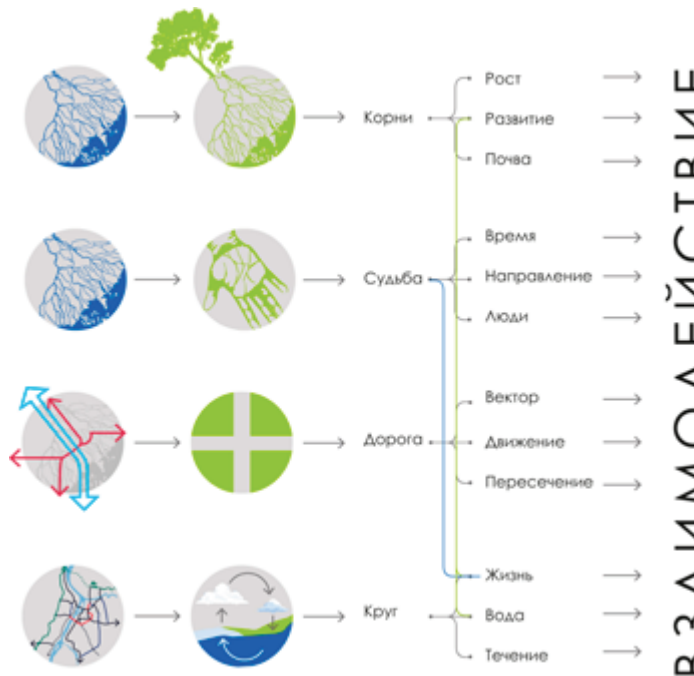 Корни
Рост
Развитие
Почва
Судьба
Время
Направление
Люди
Дорога
Вектор
Движение
Пересечение
Круг
Жизнь
Вода
Течение
ВЗАИМОДЕЙСТВИЕ